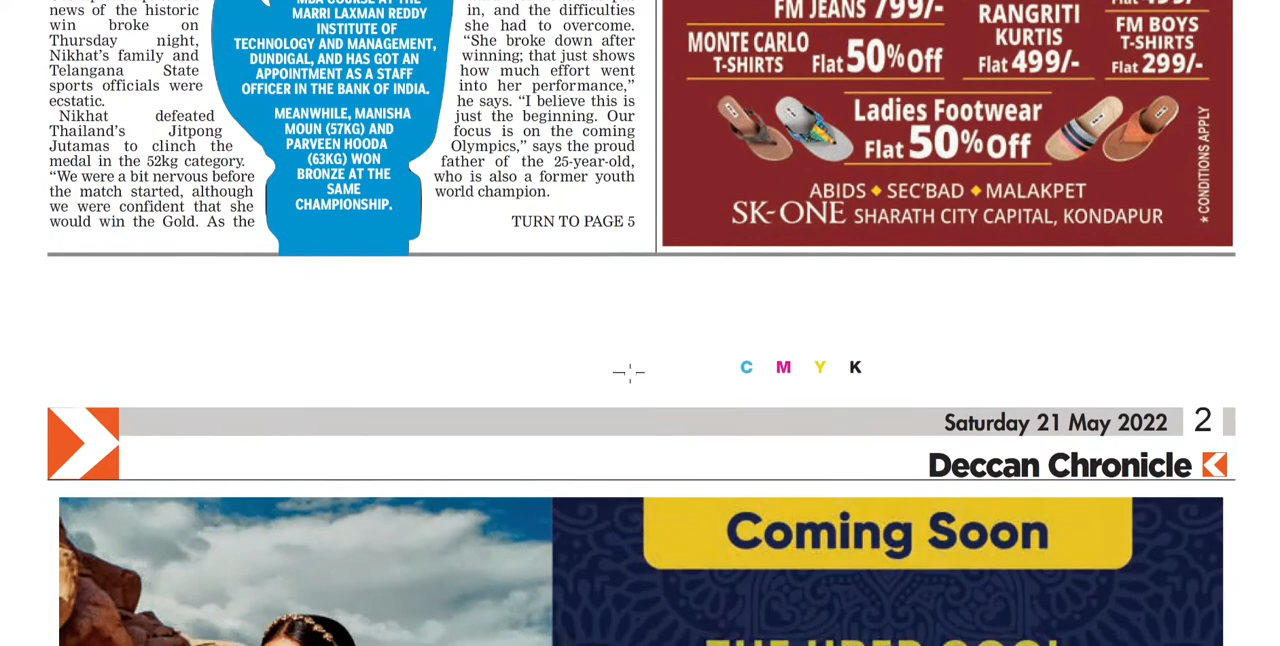 news of the historic
win broke on
Thursday night,
Nikhat's family and
Telangana State
sports officials were
ecstatic.
Nikhat defeated
Thailand's Jitpong
Jutamas to clinch the
medal in the 52kg category.
“We were a bit nervous before
the match started, although
we were confident that she
would win the Gold. As the
MBA COURSE AT THE
MARRI LAXMAN REDDY
INSTITUTE OF
TECHNOLOGY AND MANAGEMENT,
DUNDIGAL, AND HAS GOT AN
APPOINTMENT AS A STAFF
OFFICER IN THE BANK OF INDIA.
MEANWHILE, MANISHA
MOUN (57KG) AND
PARVEEN HOODA
(63KG) WON
BRONZE AT THE
SAME
CHAMPIONSHIP.
in, and the difficulties
she had to overcome.
“She broke down after
winning; that just shows
how much effort went
into her performance,”
he says. “I believe this is
just the beginning. Our
focus is on the coming
Olympics,” says the proud
father of the 25-year-old,
who is also a former youth
world champion.
TURN TO PAGE 5
FM JEANS 799/-
MONTE CARLO
T-SHIRTS Flat 50% Off
RANGRITI
KURTIS
Flat 499/-
FM BOYS
T-SHIRTS
Flat 299/-
Ladies Footwear
Flat 50% Off
ABIDS ◆ SEC'BAD ◆ MALAKPET
SK-ONE SHARATH CITY CAPITAL, KONDAPUR
*CONDITIONS APPLY
C M Y K
Saturday 21 May 2022 2
Deccan Chronicle
Coming Soon